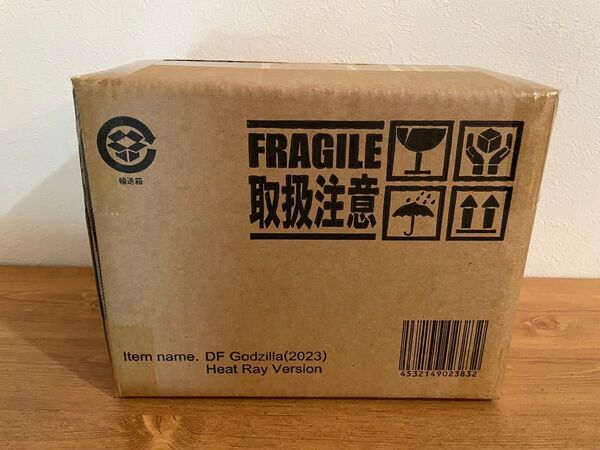 輸送箱
FRAGILE
取扱注意
Item name. DF Godzilla(2023)
Heat Ray Version
4532149023832